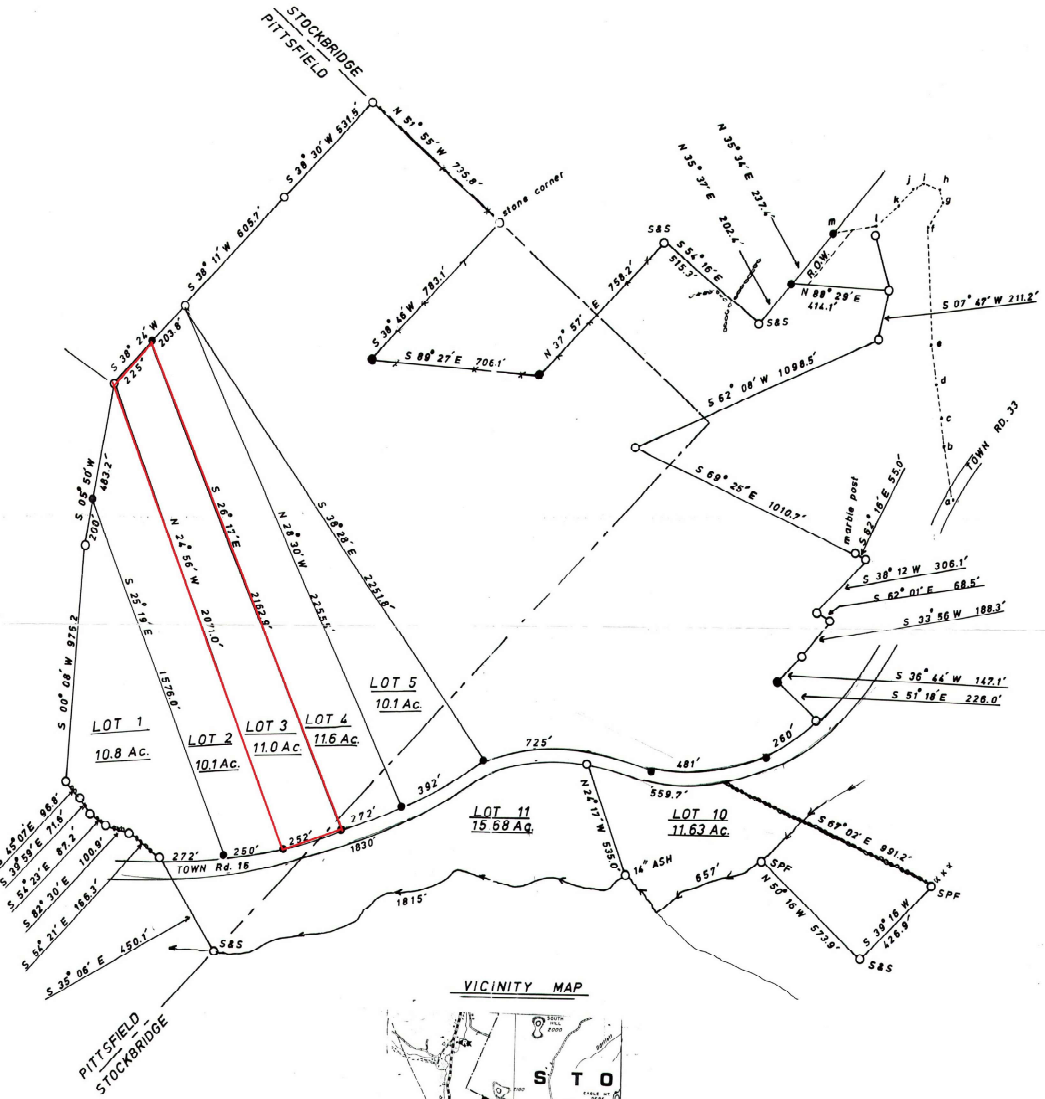 STOCKBRIDGE
PITTSFIELD
N 51° 55' W 735.8'
S 38° 30' W 531.5'
stone corner
S 38° 11' W 605.7'
S 38° 24' W
203.8'
225'
S 38° 46' W 783.1'
S 89° 27' E 706.1'
N 37° 57' E 758.2'
S&S
S 54° 16' E
515.3'
N 35° 37' E 202.4'
N 35° 34' E 237.4'
S&S
R.O.W.
N 88° 29' E
414.1'
m
l
k
j
i
h
g
f
e
d
c
b
a
S 07° 47' W 211.2'
S 62° 08' W 1098.5'
TOWN RD. 33
S 69° 25' E 1010.7'
marble post
S 62° 16' E 55.0'
S 38° 12 W 306.1'
S 62° 01' E 68.5'
S 33° 56 W 188.3'
S 36° 44' W 147.1'
S 51° 18' E 226.0'
S 05° 50' W
483.2'
200'
S 00° 08' W 975.2
S 25° 19' E
1576.0'
N 24° 56' W
2071.0'
S 26° 17' E
2162.9'
N 28° 30' W
2255.5'
S 36° 28' E
2251.8'
LOT 1
10.8 Ac.
LOT 2
10.1 Ac.
LOT 3
11.0 Ac.
LOT 4
11.6 Ac.
LOT 5
10.1 Ac.
272'
250'
252'
272'
392'
725'
481'
260'
TOWN Rd. 16
1830'
559.7'
LOT 11
15.68 Ac.
LOT 10
11.63 Ac.
N 24° 17' W
535.0'
14" ASH
657'
1815'
S 67° 02' E 991.2'
SPF
SPF
N 50° 16 W 573.9'
S 39° 16 W
426.9'
S&S
45° 07' E 96.8'
S 39° 59' E 71.6'
S 54° 23' E 87.2'
S 82° 30' E 100.9'
S 64° 21' E 166.3'
S 35° 06' E 450.1'
S&S
PITTSFIELD
STOCKBRIDGE
VICINITY MAP
SOUTH
HILL
2000
S T O